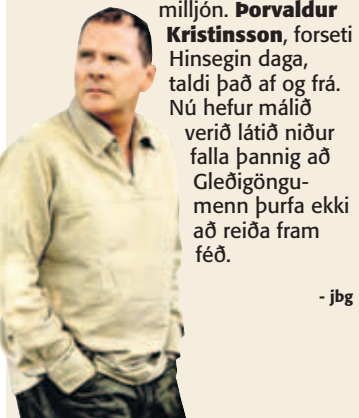 milljón. Þorvaldur
Kristinsson, forseti
Hinsegin daga,
taldi það af og frá.
Nú hefur málið
verið látið niður
falla þannig að
Gleðigöngu-
menn þurfa ekki
að reiða fram
féð.
- jbg